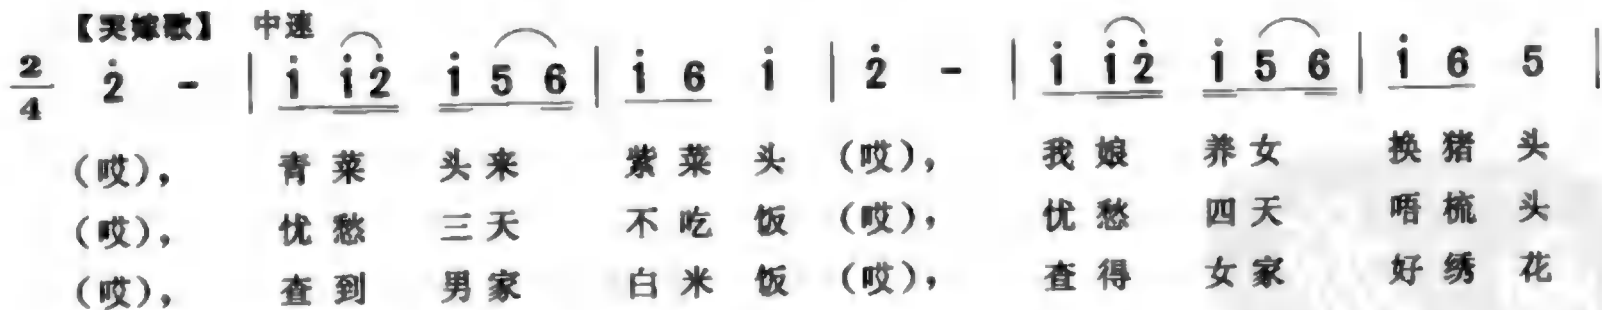 【哭嫁歌】 中速
2/4 2̇ - | i̇ i̇2̇ i̇ 5 6 | i̇ 6 i̇ | 2̇ - | i̇ i̇2̇ i̇ 5 6 | i̇ 6 5 |
(哎), 青菜 头来 紫菜 头 (哎), 我娘 养女 换猪 头
(哎), 忧愁 三天 不吃 饭 (哎), 忧愁 四天 唔梳 头
(哎), 查到 男家 白米 饭 (哎), 查得 女家 好绣 花